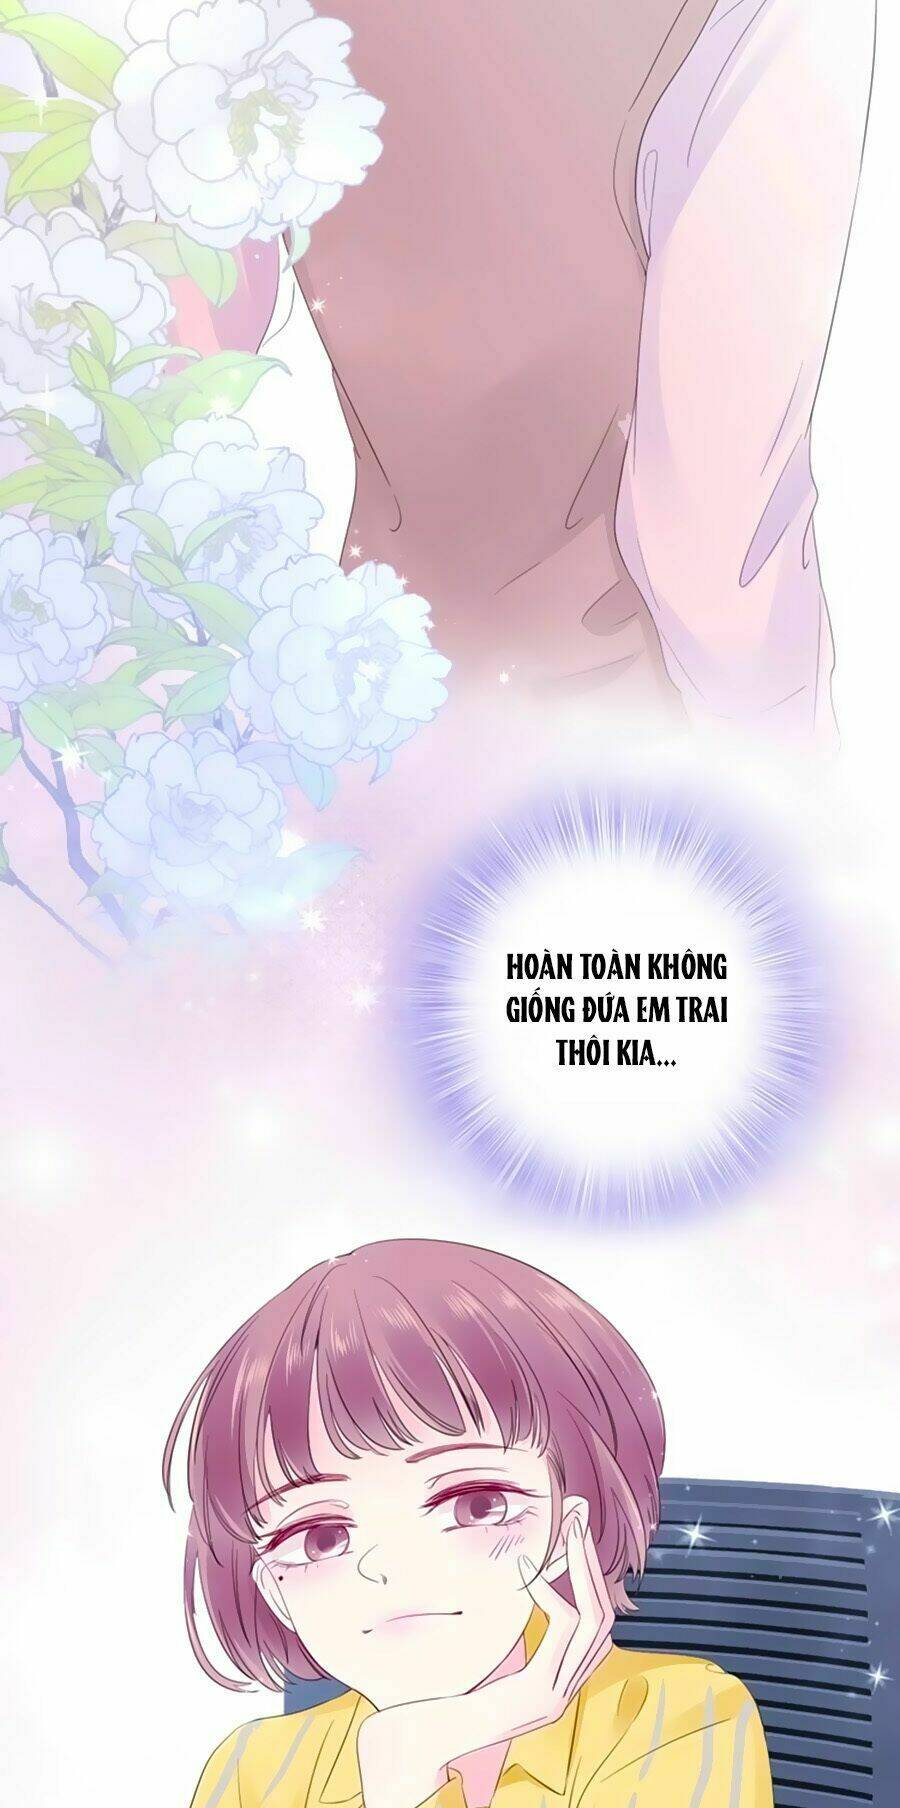 HOÀN TOÀN KHÔNG
GIỐNG ĐỨA EM TRAI
THÔI KIA...